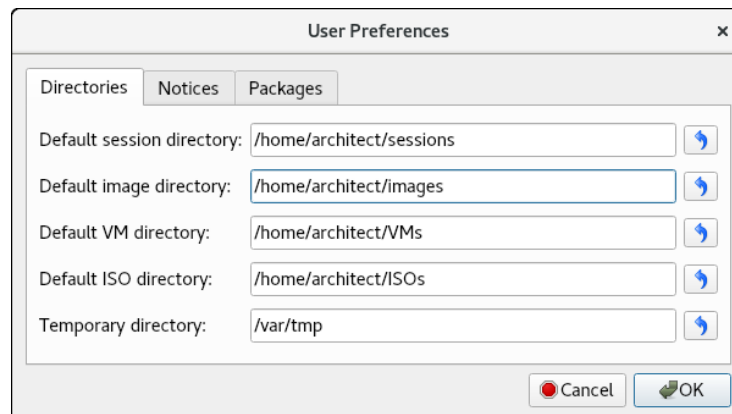 User Preferences ×
Directories Notices Packages
Default session directory: /home/architect/sessions
Default image directory: /home/architect/images
Default VM directory: /home/architect/VMs
Default ISO directory: /home/architect/ISOs
Temporary directory: /var/tmp
Cancel OK